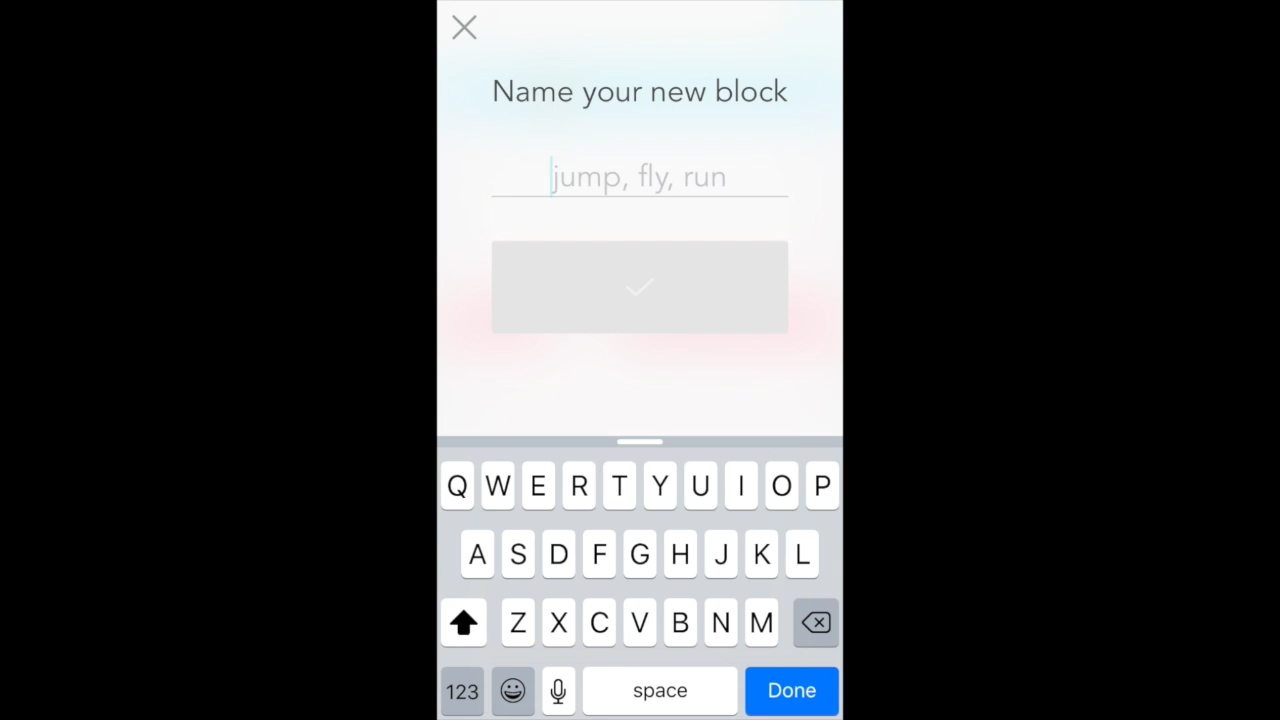 Name your new block
jump, fly, run
Q W E R T Y U I O P
A S D F G H J K L
Z X C V B N M
123 space Done